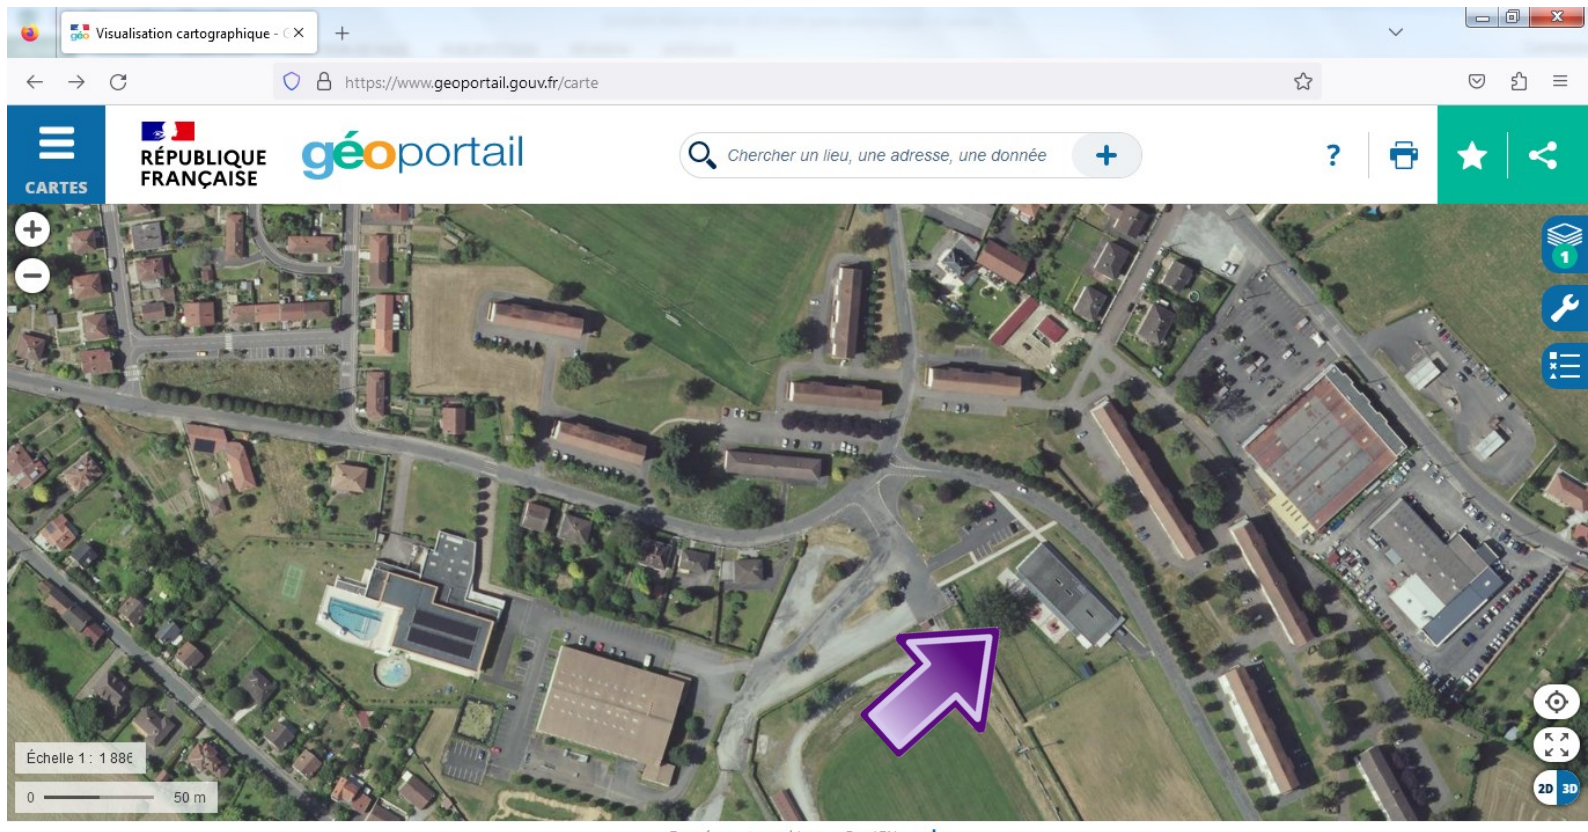 géo Visualisation cartographique -
https://www.geoportail.gouv.fr/carte
CARTES
RÉPUBLIQUE
FRANÇAISE
géoportail
Chercher un lieu, une adresse, une donnée
?
1
Échelle 1 : 1 886
0 50 m
2D 3D